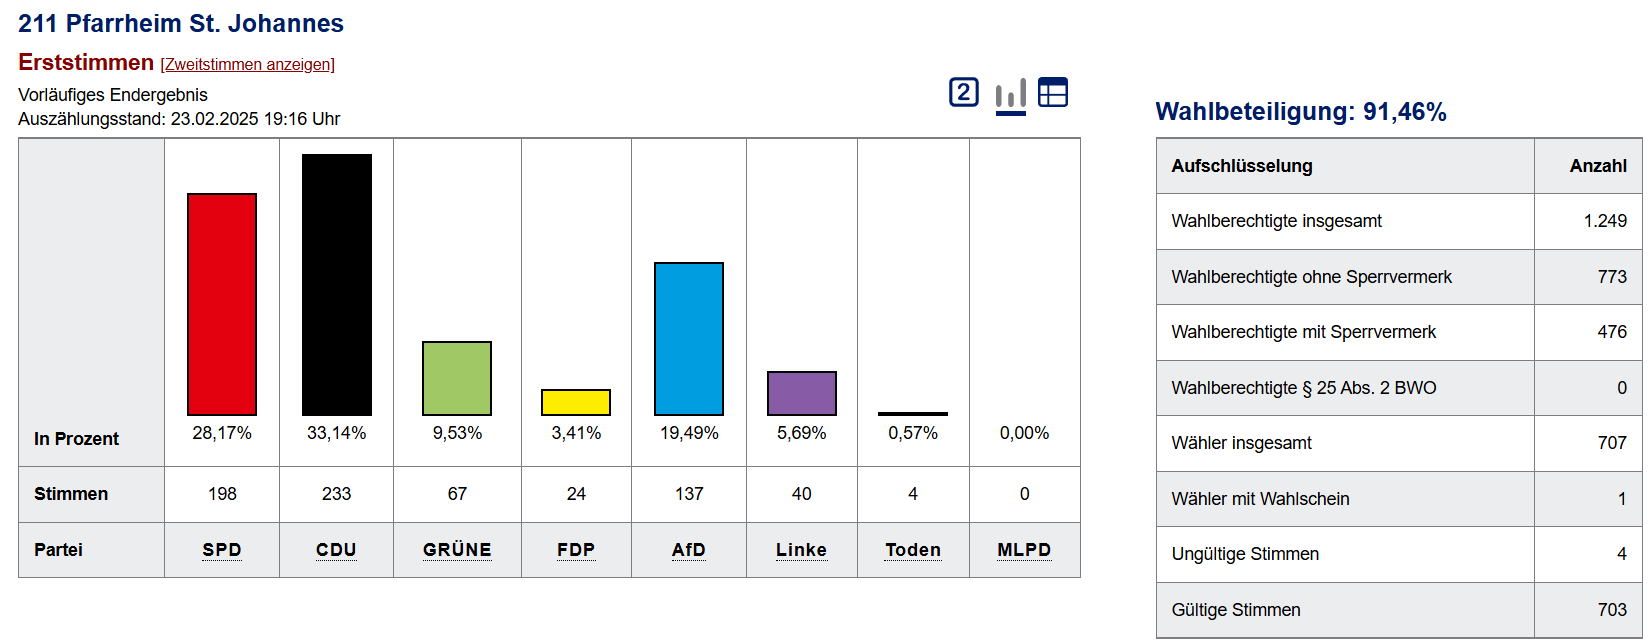 211 Pfarrheim St. Johannes
Erststimmen [Zweitstimmen anzeigen]
Vorläufiges Endergebnis
Auszählungsstand: 23.02.2025 19:16 Uhr
2
In Prozent 28,17% 33,14% 9,53% 3,41% 19,49% 5,69% 0,57% 0,00%
Stimmen 198 233 67 24 137 40 4 0
Partei SPD CDU GRÜNE FDP AfD Linke Toden MLPD
Wahlbeteiligung: 91,46%
Aufschlüsselung Anzahl
Wahlberechtigte insgesamt 1.249
Wahlberechtigte ohne Sperrvermerk 773
Wahlberechtigte mit Sperrvermerk 476
Wahlberechtigte § 25 Abs. 2 BWO 0
Wähler insgesamt 707
Wähler mit Wahlschein 1
Ungültige Stimmen 4
Gültige Stimmen 703